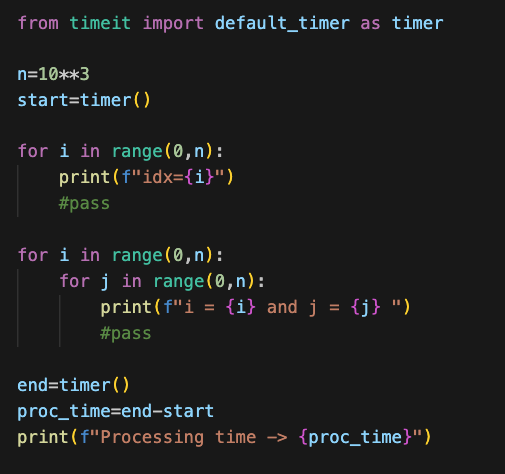 from timeit import default_timer as timer

n=10**3
start=timer()

for i in range(0,n):
    print(f"idx={i}")
    #pass

for i in range(0,n):
    for j in range(0,n):
        print(f"i = {i} and j = {j} ")
        #pass

end=timer()
proc_time=end-start
print(f"Processing time -> {proc_time}")